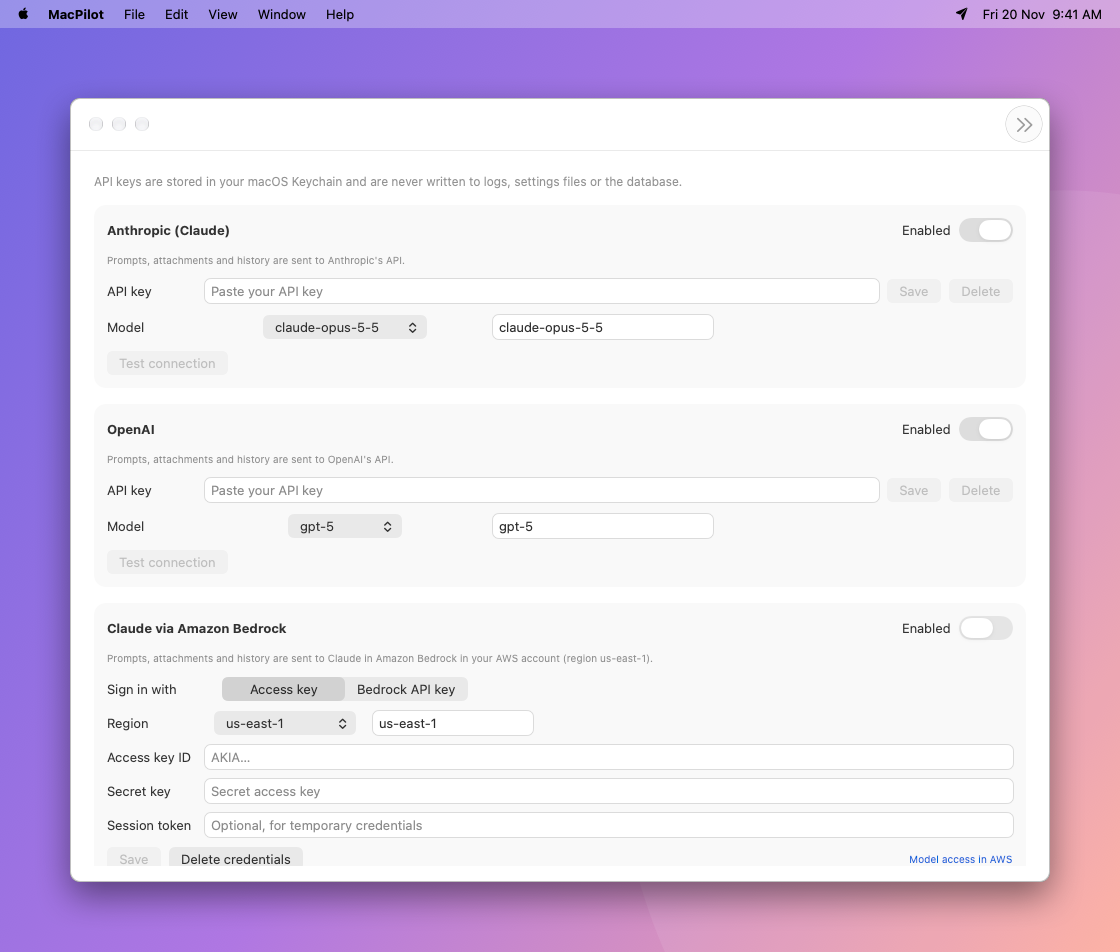 MacPilot File Edit View Window Help Fri 20 Nov 9:41 AM
API keys are stored in your macOS Keychain and are never written to logs, settings files or the database.
Anthropic (Claude) Enabled
Prompts, attachments and history are sent to Anthropic's API.
API key Paste your API key Save Delete
Model claude-opus-5-5 claude-opus-5-5
Test connection
OpenAI Enabled
Prompts, attachments and history are sent to OpenAI's API.
API key Paste your API key Save Delete
Model gpt-5 gpt-5
Test connection
Claude via Amazon Bedrock Enabled
Prompts, attachments and history are sent to Claude in Amazon Bedrock in your AWS account (region us-east-1).
Sign in with Access key Bedrock API key
Region us-east-1 us-east-1
Access key ID AKIA...
Secret key Secret access key
Session token Optional, for temporary credentials
Save Delete credentials Model access in AWS